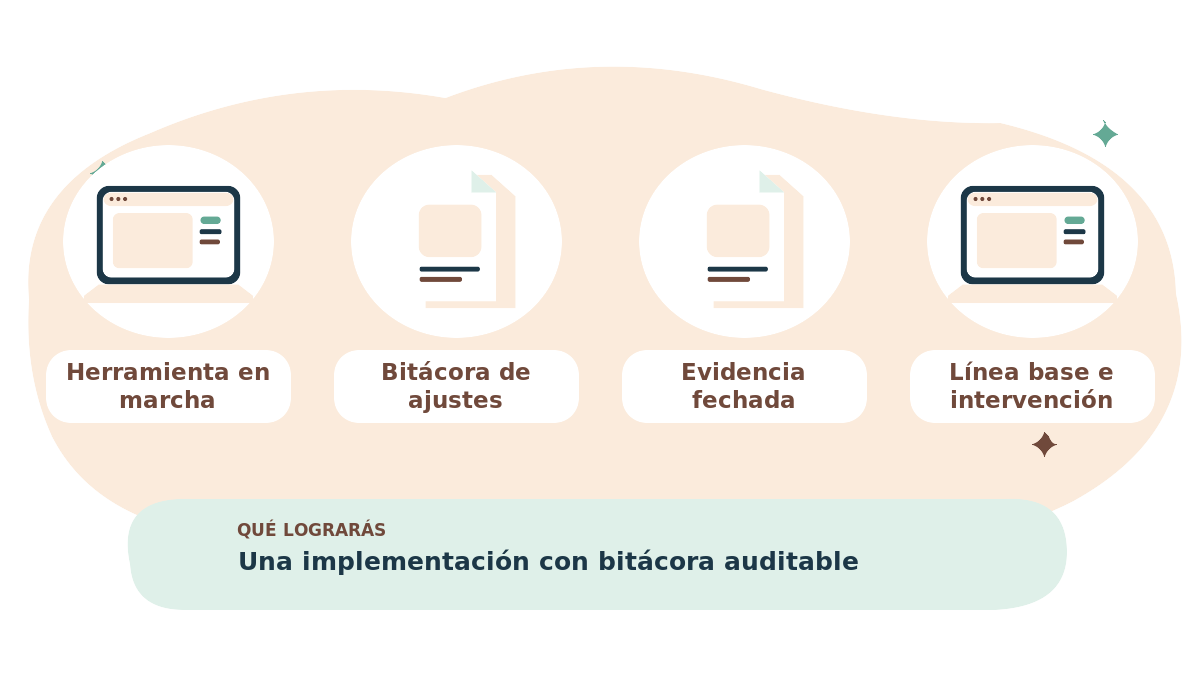 Herramienta en
marcha
Bitácora de
ajustes
Evidencia
fechada
Línea base e
intervención
QUÉ LOGRARÁS
Una implementación con bitácora auditable